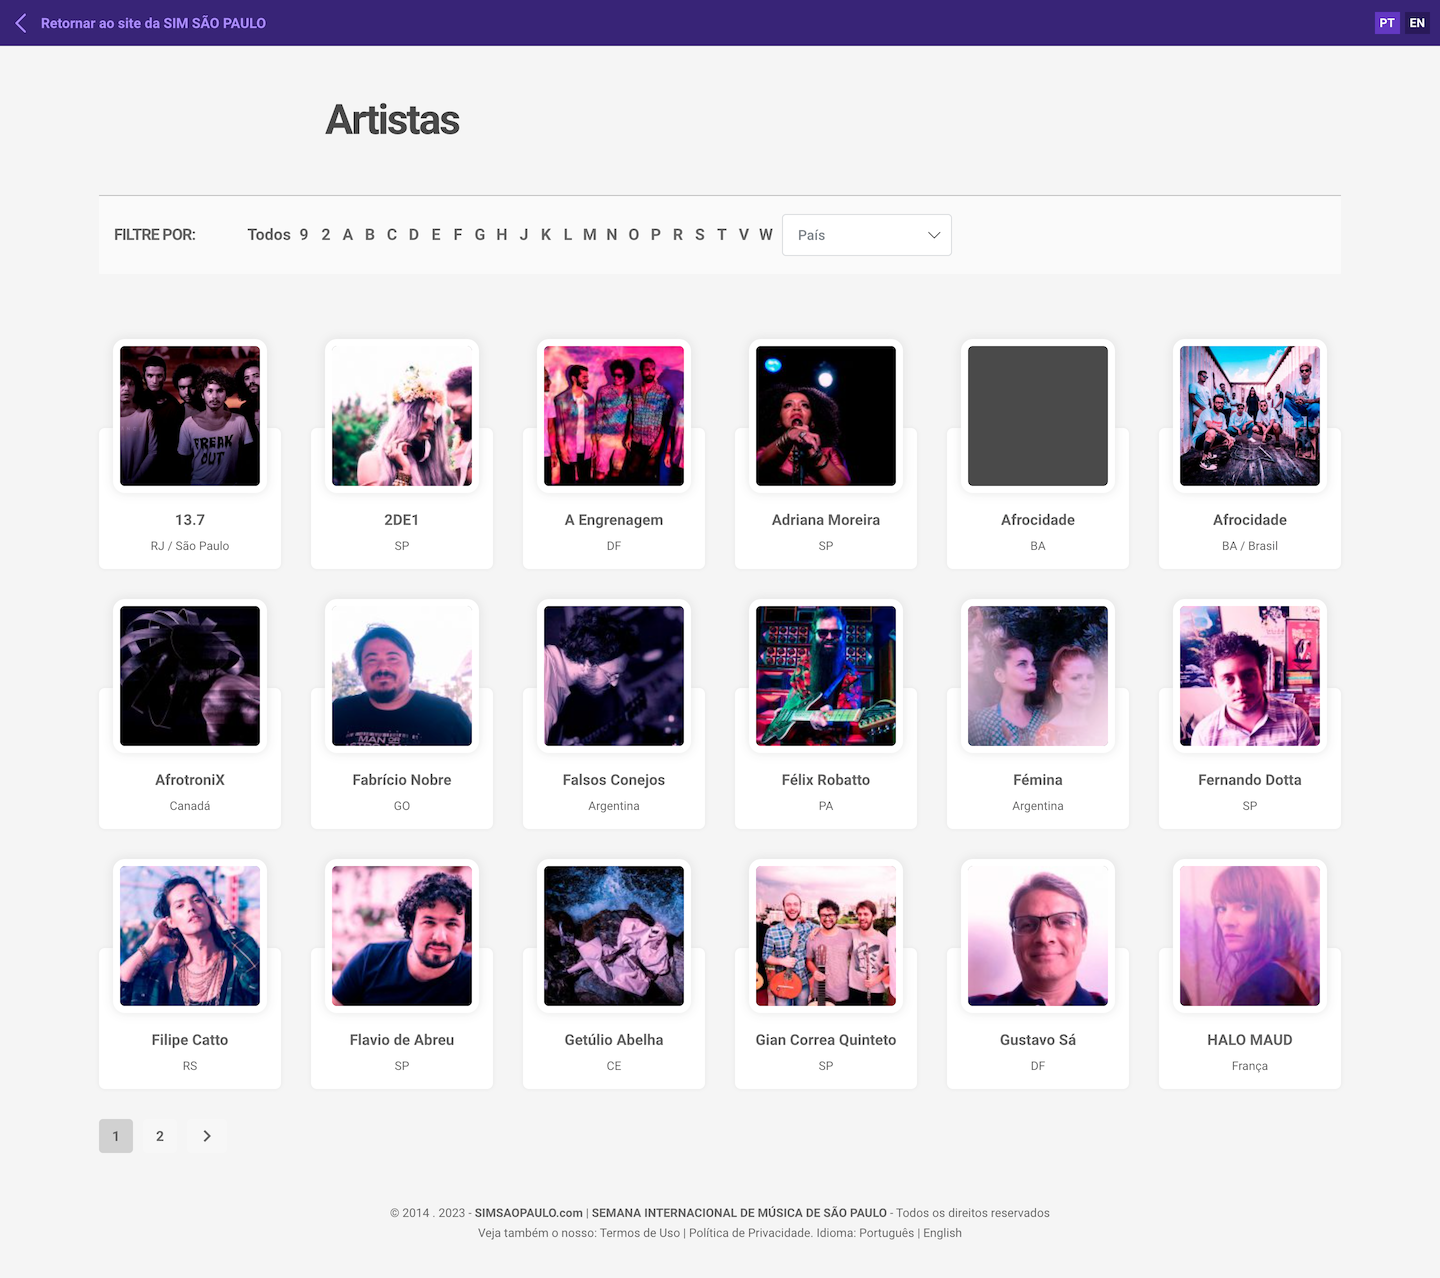 Retornar ao site da SIM SÃO PAULO
PT EN
Artistas
FILTRE POR: Todos 9 2 A B C D E F G H J K L M N O P R S T V W País
FREAK
OUT
13.7
RJ / São Paulo
2DE1
SP
A Engrenagem
DF
Adriana Moreira
SP
Afrocidade
BA
Afrocidade
BA / Brasil
AfrotroniX
Canadá
MAN OR
Fabrício Nobre
GO
Falsos Conejos
Argentina
Félix Robatto
PA
Fémina
Argentina
Fernando Dotta
SP
Filipe Catto
RS
Flavio de Abreu
SP
Getúlio Abelha
CE
Gian Correa Quinteto
SP
Gustavo Sá
DF
HALO MAUD
França
1 2
© 2014 . 2023 - SIMSAOPAULO.com | SEMANA INTERNACIONAL DE MÚSICA DE SÃO PAULO - Todos os direitos reservados
Veja também o nosso: Termos de Uso | Política de Privacidade. Idioma: Português | English